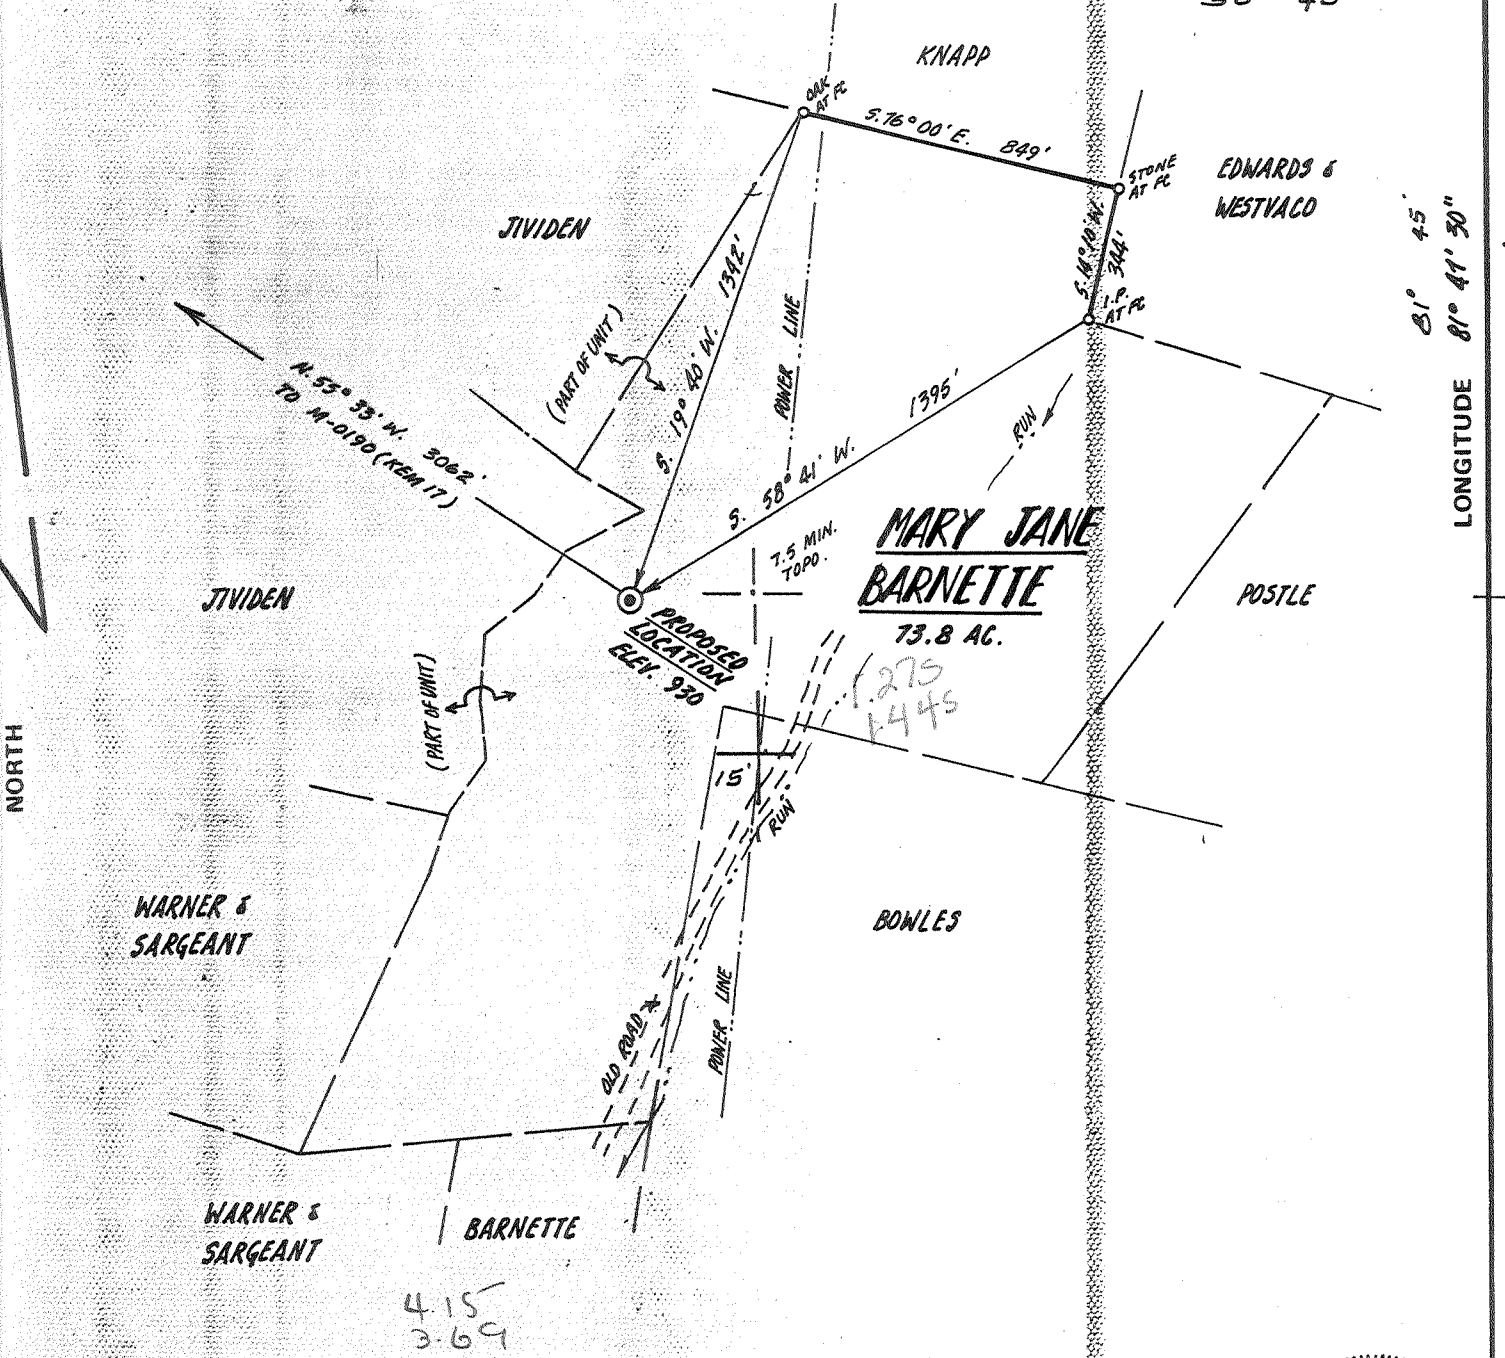 KNAPP
OAK
AT FC
S. 76° 00' E. 849'
STONE
AT FC
EDWARDS &
WESTVACO
JIVIDEN
S. 14° 10' W.
344'
I.P.
AT FC
81° 45'
LONGITUDE 81° 41' 30"
(PART OF UNIT)
S. 19° 40' W. 1342'
POWER LINE
N. 55° 33' W. 3062'
TO M-0190 (KEM 17)
1395'
S. 58° 41' W.
RUN
MARY JANE
BARNETTE
73.8 AC.
7.5 MIN.
TOPO.
JIVIDEN
POSTLE
PROPOSED
LOCATION
ELEV. 930
(PART OF UNIT)
1.275
1.445
NORTH
15'
RUN
WARNER &
SARGEANT
BOWLES
OLD ROAD
POWER LINE
WARNER &
SARGEANT
BARNETTE
4.15
3.69